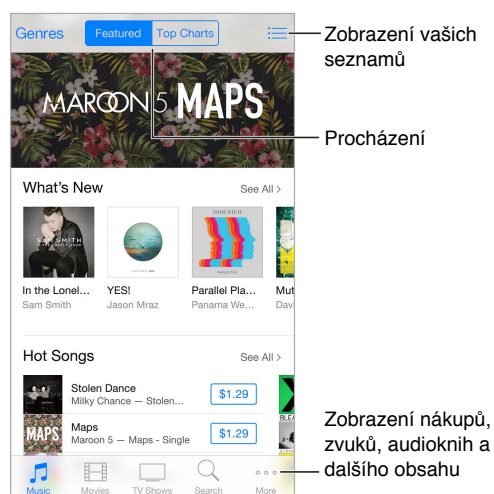 Genres
Featured
Top Charts
Zobrazení vašich
seznamů
MAROON 5 MAPS
Procházení
What's New
See All >
SAM SMITH
In the Lonel...
YES!
Parallel Pla...
Mut
Sam Smith
Jason Mraz
Panama We...
Davi
Hot Songs
See All >
Stolen Dance
Milky Chance — Stolen...
$1.29
BLEA
MAPS
Maps
Maroon 5 — Maps - Single
$1.29
Zobrazení nákupů,
zvuků, audioknih a
dalšího obsahu
Music
Movies
TV Shows
Search
More